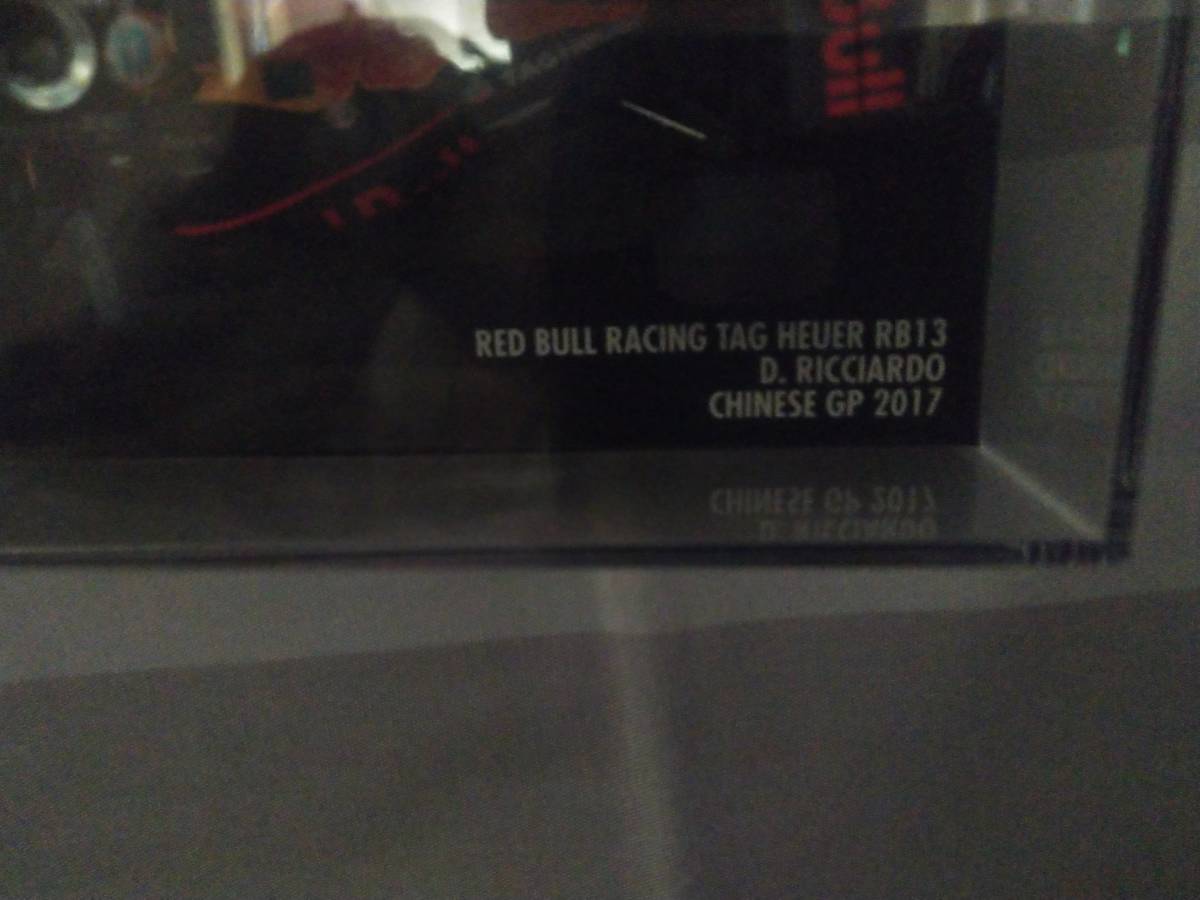 RED BULL RACING TAG HEUER RB13
D. RICCIARDO
CHINESE GP 2017